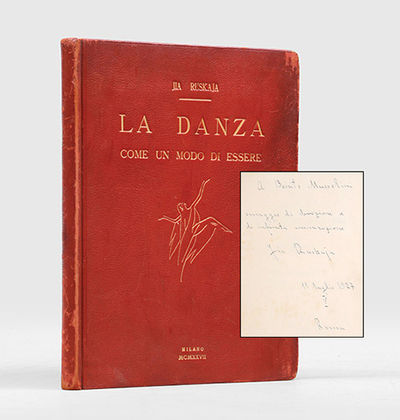 JIA RUSKAJA
LA DANZA
COME UN MODO DI ESSERE
MILANO
MCMXXVII
A Benito Mussolini
omaggio di devozione e
di ammirazione
Jia Ruskaja
11 luglio 1927
Roma